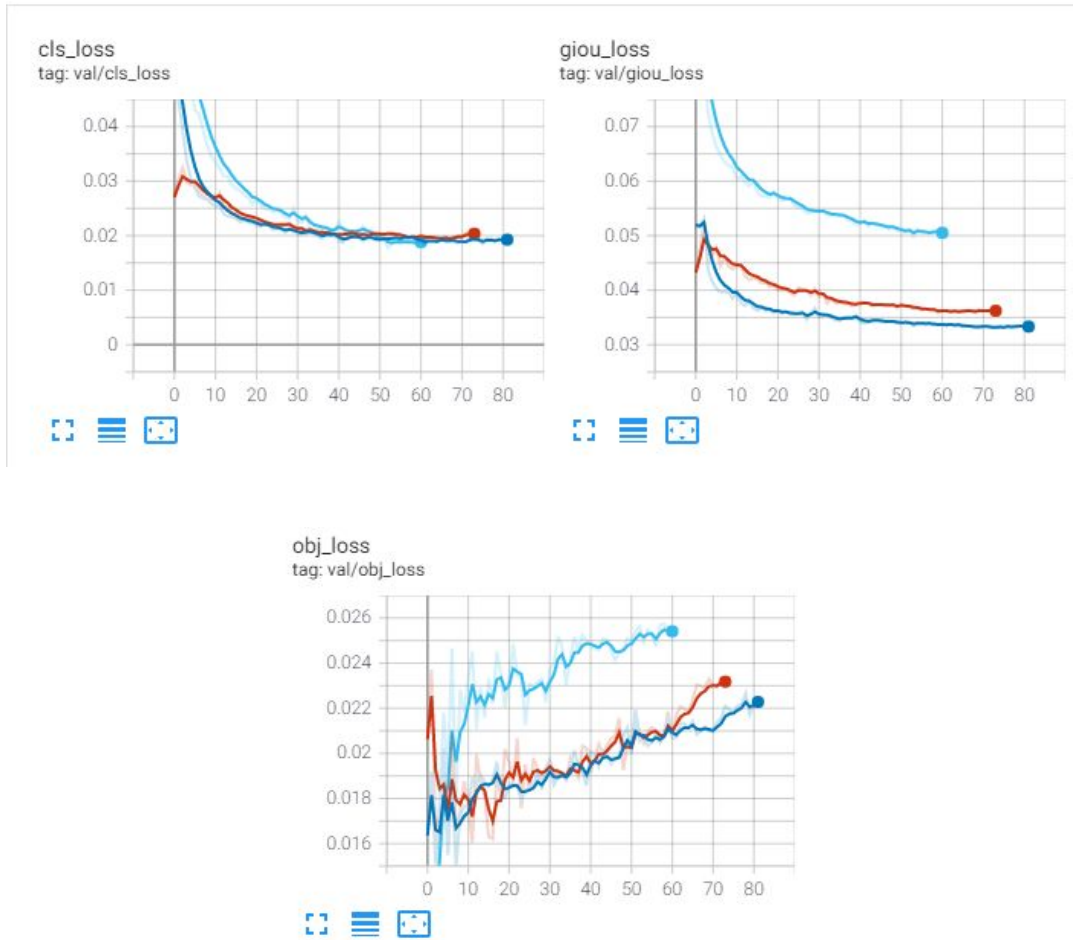 cls_loss
tag: val/cls_loss
0.04
0.03
0.02
0.01
0
0 10 20 30 40 50 60 70 80
giou_loss
tag: val/giou_loss
0.07
0.06
0.05
0.04
0.03
0 10 20 30 40 50 60 70 80
obj_loss
tag: val/obj_loss
0.026
0.024
0.022
0.02
0.018
0.016
0 10 20 30 40 50 60 70 80